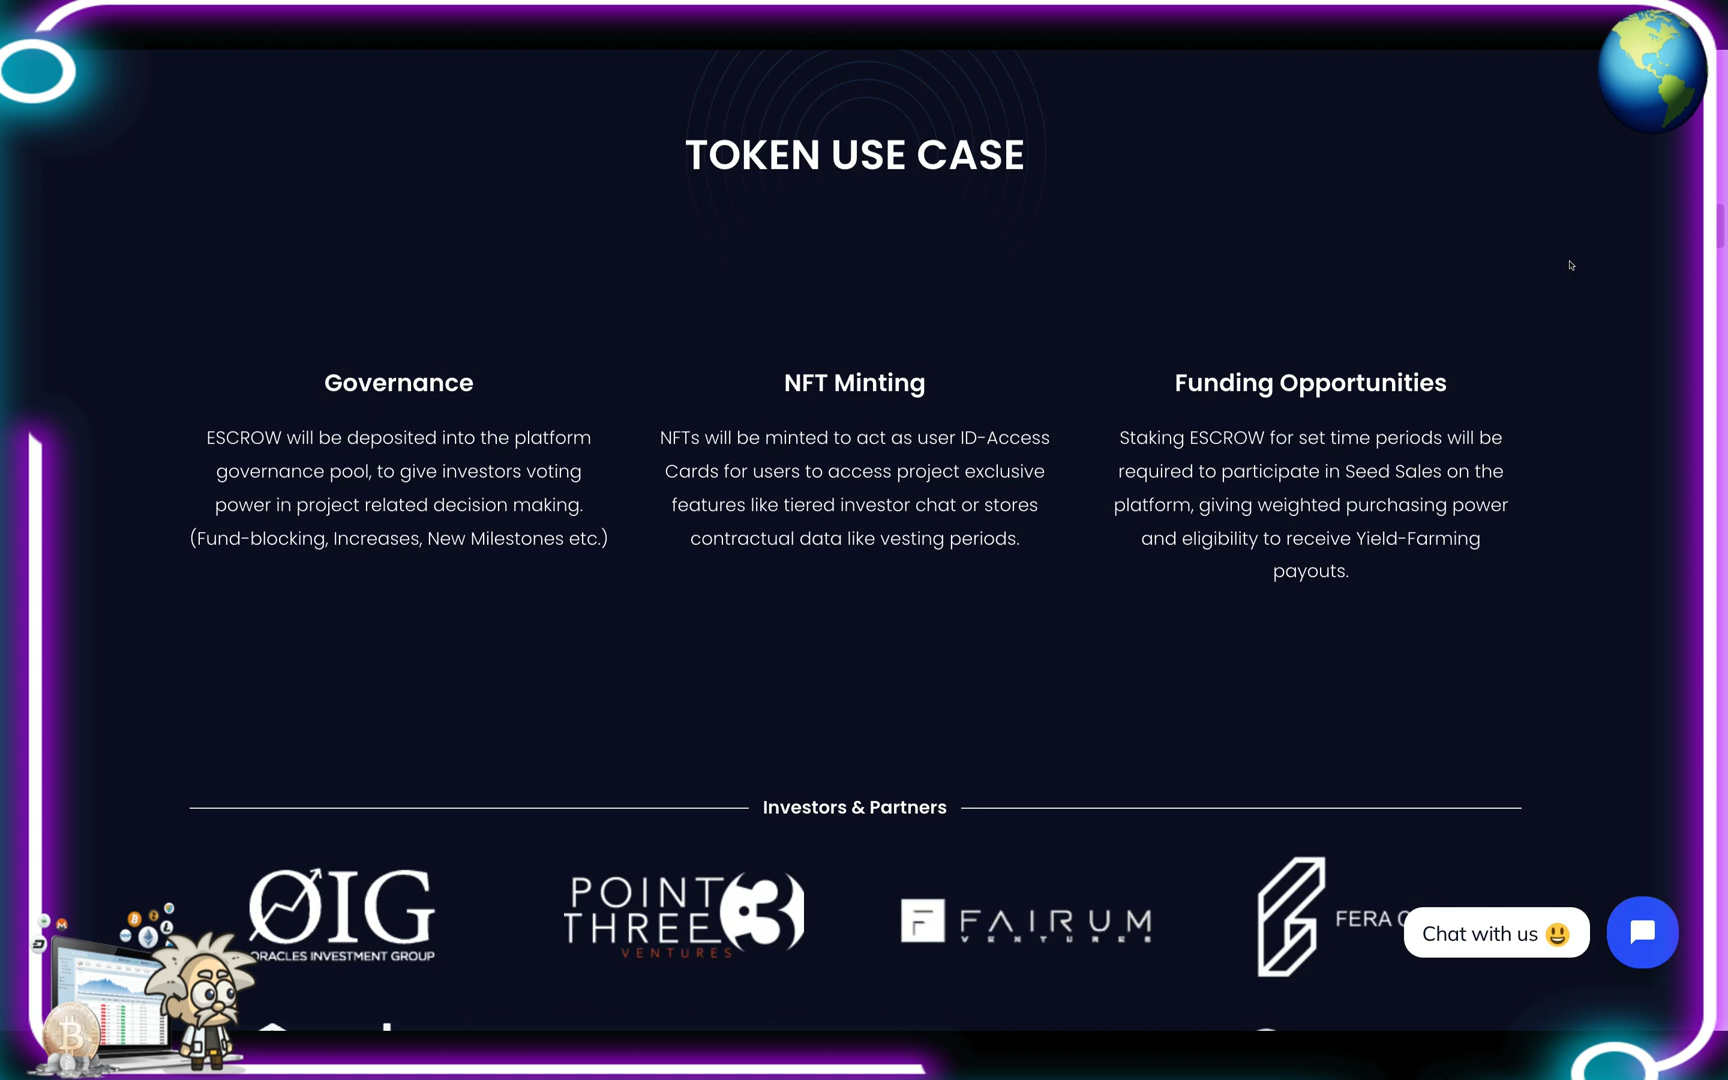 TOKEN USE CASE
Governance
ESCROW will be deposited into the platform
governance pool, to give investors voting
power in project related decision making.
(Fund-blocking, Increases, New Milestones etc.)
NFT Minting
NFTs will be minted to act as user ID-Access
Cards for users to access project exclusive
features like tiered investor chat or stores
contractual data like vesting periods.
Funding Opportunities
Staking ESCROW for set time periods will be
required to participate in Seed Sales on the
platform, giving weighted purchasing power
and eligibility to receive Yield-Farming
payouts.
Investors & Partners
ØIG
ORACLES INVESTMENT GROUP
POINT
THREE 3
VENTURES
F FAIRUM
VENTURES
FERA
Chat with us